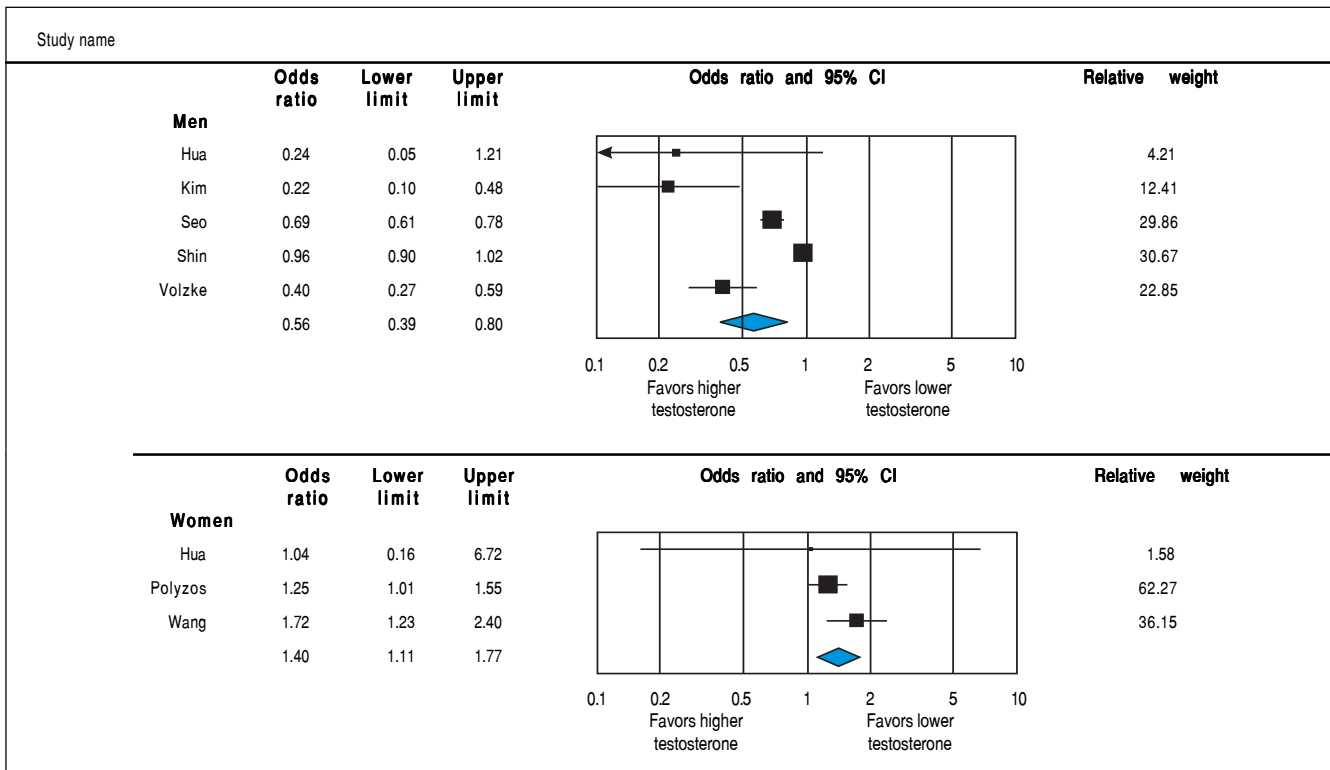 Study name
Odds ratio Lower limit Upper limit Odds ratio and 95% CI Relative weight
Men
Hua 0.24 0.05 1.21 4.21
Kim 0.22 0.10 0.48 12.41
Seo 0.69 0.61 0.78 29.86
Shin 0.96 0.90 1.02 30.67
Volzke 0.40 0.27 0.59 22.85
0.56 0.39 0.80
0.1 0.2 0.5 1 2 5 10
Favors higher testosterone Favors lower testosterone
Odds ratio Lower limit Upper limit Odds ratio and 95% CI Relative weight
Women
Hua 1.04 0.16 6.72 1.58
Polyzos 1.25 1.01 1.55 62.27
Wang 1.72 1.23 2.40 36.15
1.40 1.11 1.77
0.1 0.2 0.5 1 2 5 10
Favors higher testosterone Favors lower testosterone